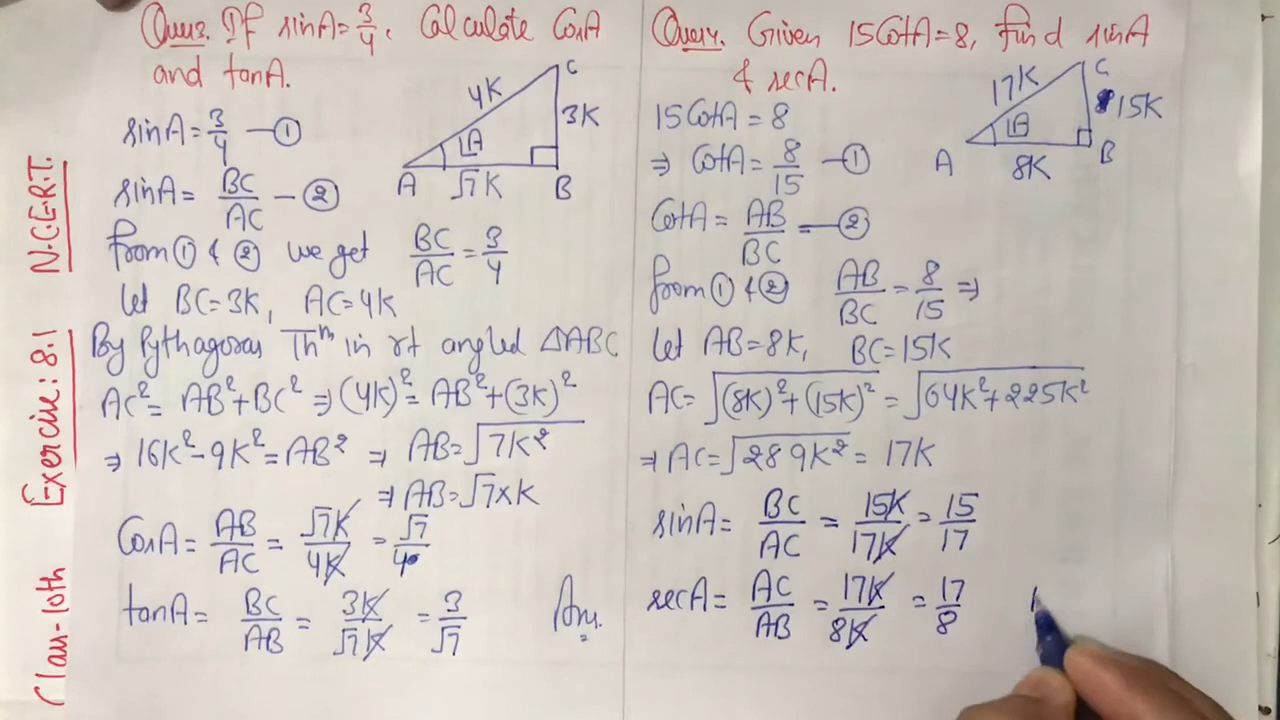 N.C.E.R.T.
Exercise: 8.1
Class-10th
Ques3. If sinA = 3/4, Calculate CosA
and tanA.
C
4K
3K
∠A
A
√7K
B
sinA = 3/4 —①
sinA = BC/AC —②
from ① & ② we get BC/AC = 3/4
let BC = 3K, AC = 4K
By Pythagoras Thm in rt angled △ABC
AC² = AB² + BC² ⇒ (4K)² = AB² + (3K)²
⇒ 16K² - 9K² = AB² ⇒ AB = √7K²
⇒ AB = √7 × K
CosA = AB/AC = √7K/4K = √7/4
tanA = BC/AB = 3K/√7K = 3/√7 Ans.
Ques4. Given 15CotA = 8, find sinA
& secA.
C
17K
15K
∠A
A
8K
B
15CotA = 8
⇒ CotA = 8/15 —①
CotA = AB/BC —②
from ① & ② AB/BC = 8/15 ⇒
let AB = 8K, BC = 15K
AC = √(8K)² + (15K)² = √64K² + 225K²
⇒ AC = √289K² = 17K
sinA = BC/AC = 15K/17K = 15/17
secA = AC/AB = 17K/8K = 17/8